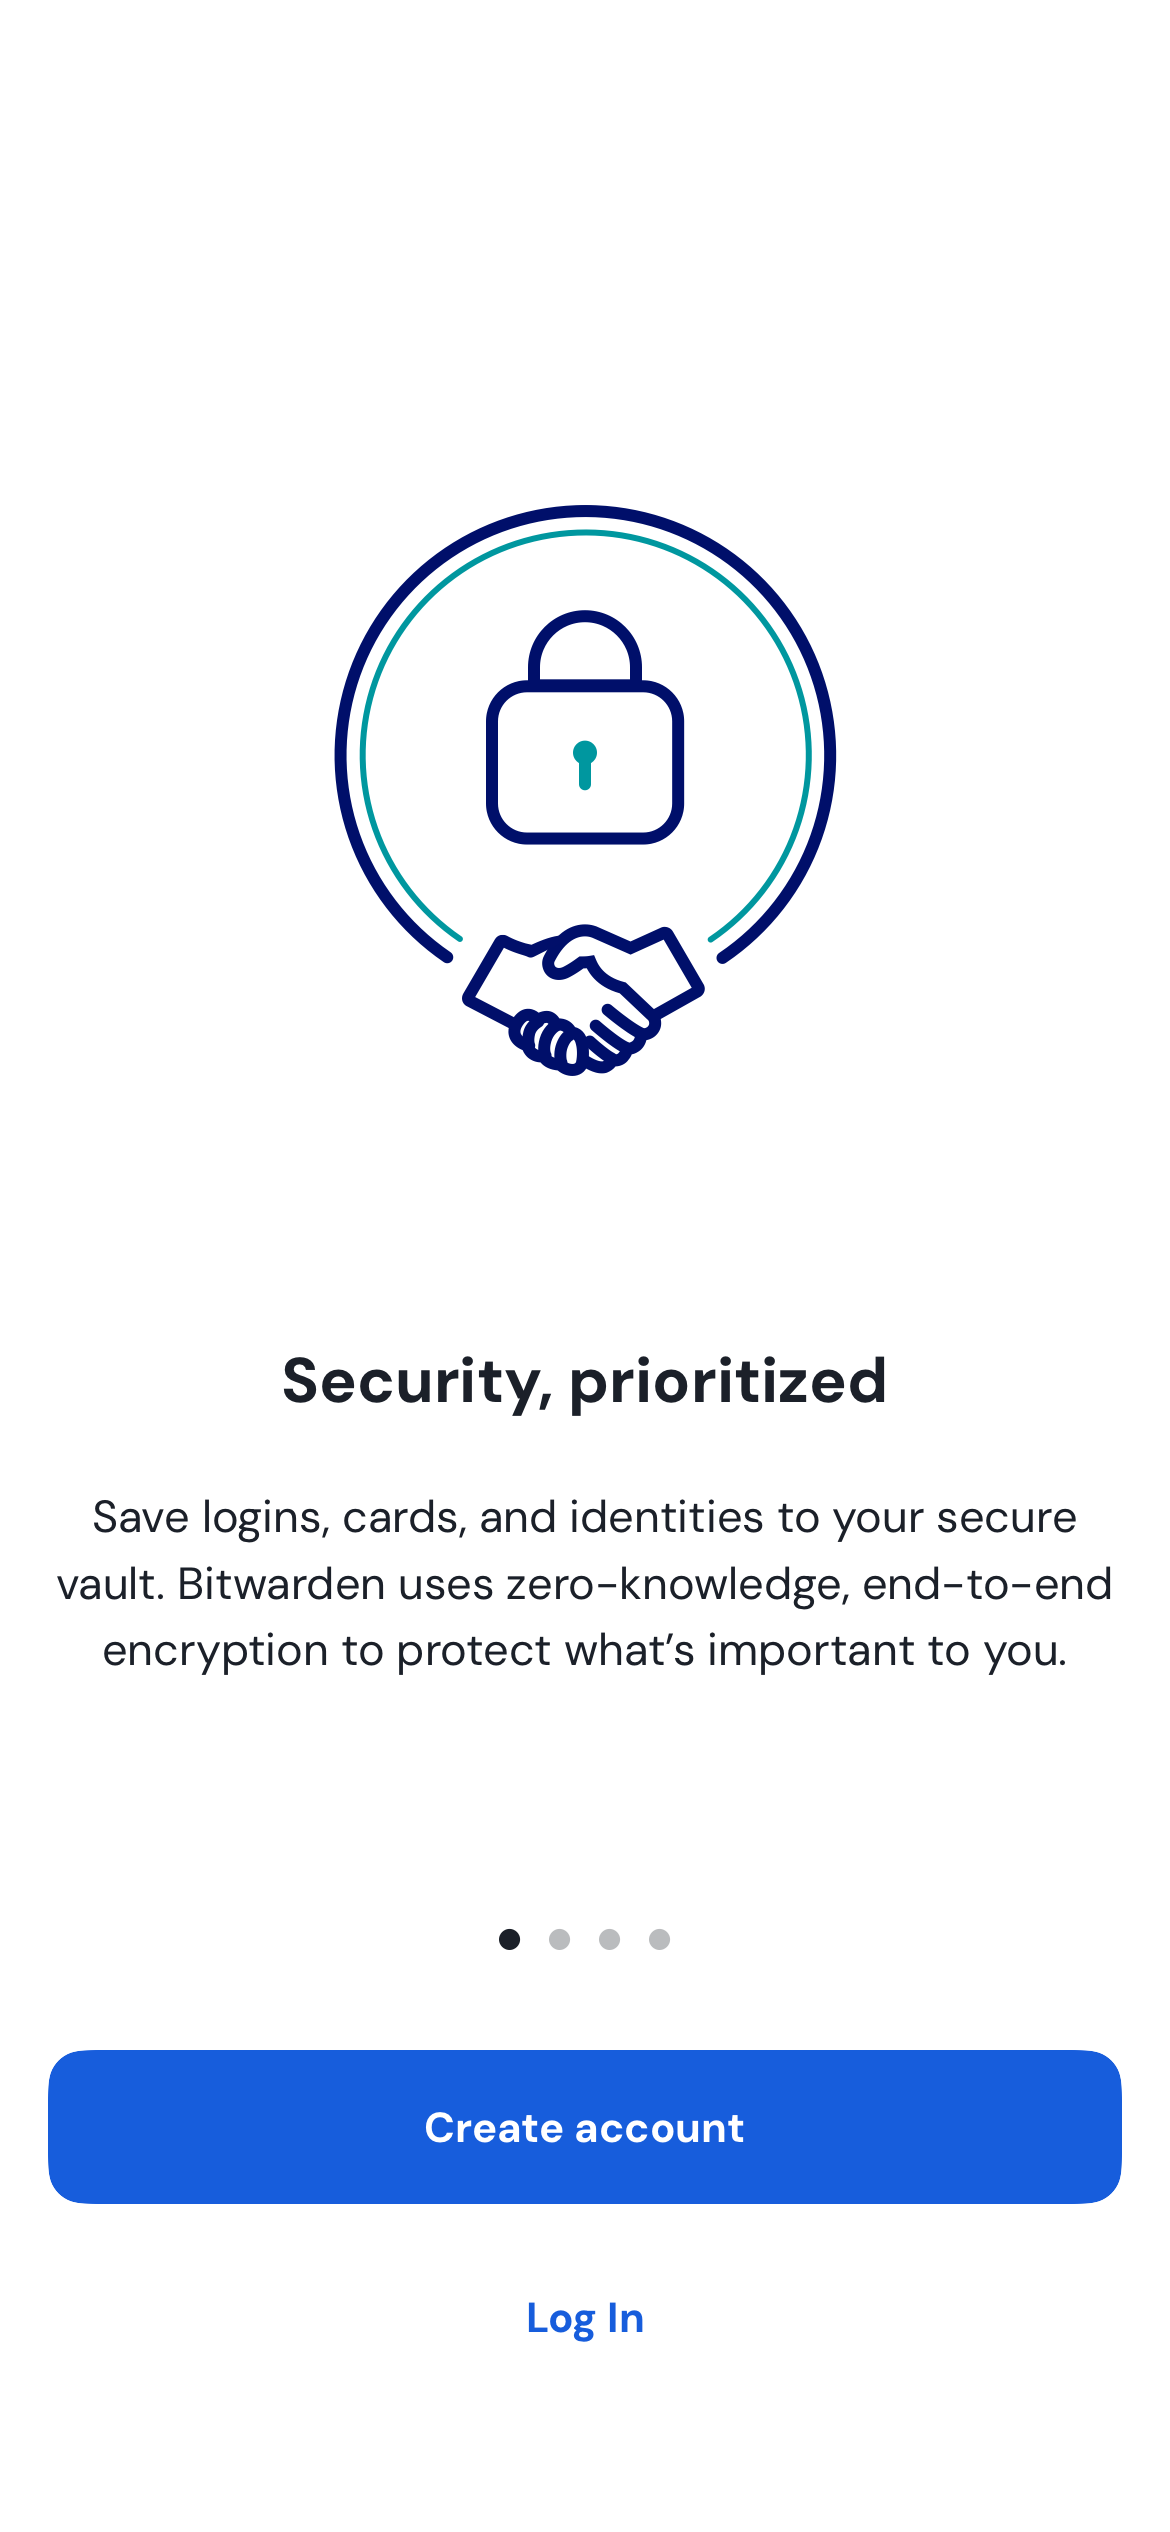 Security, prioritized
Save logins, cards, and identities to your secure
vault. Bitwarden uses zero-knowledge, end-to-end
encryption to protect what’s important to you.
Create account
Log In